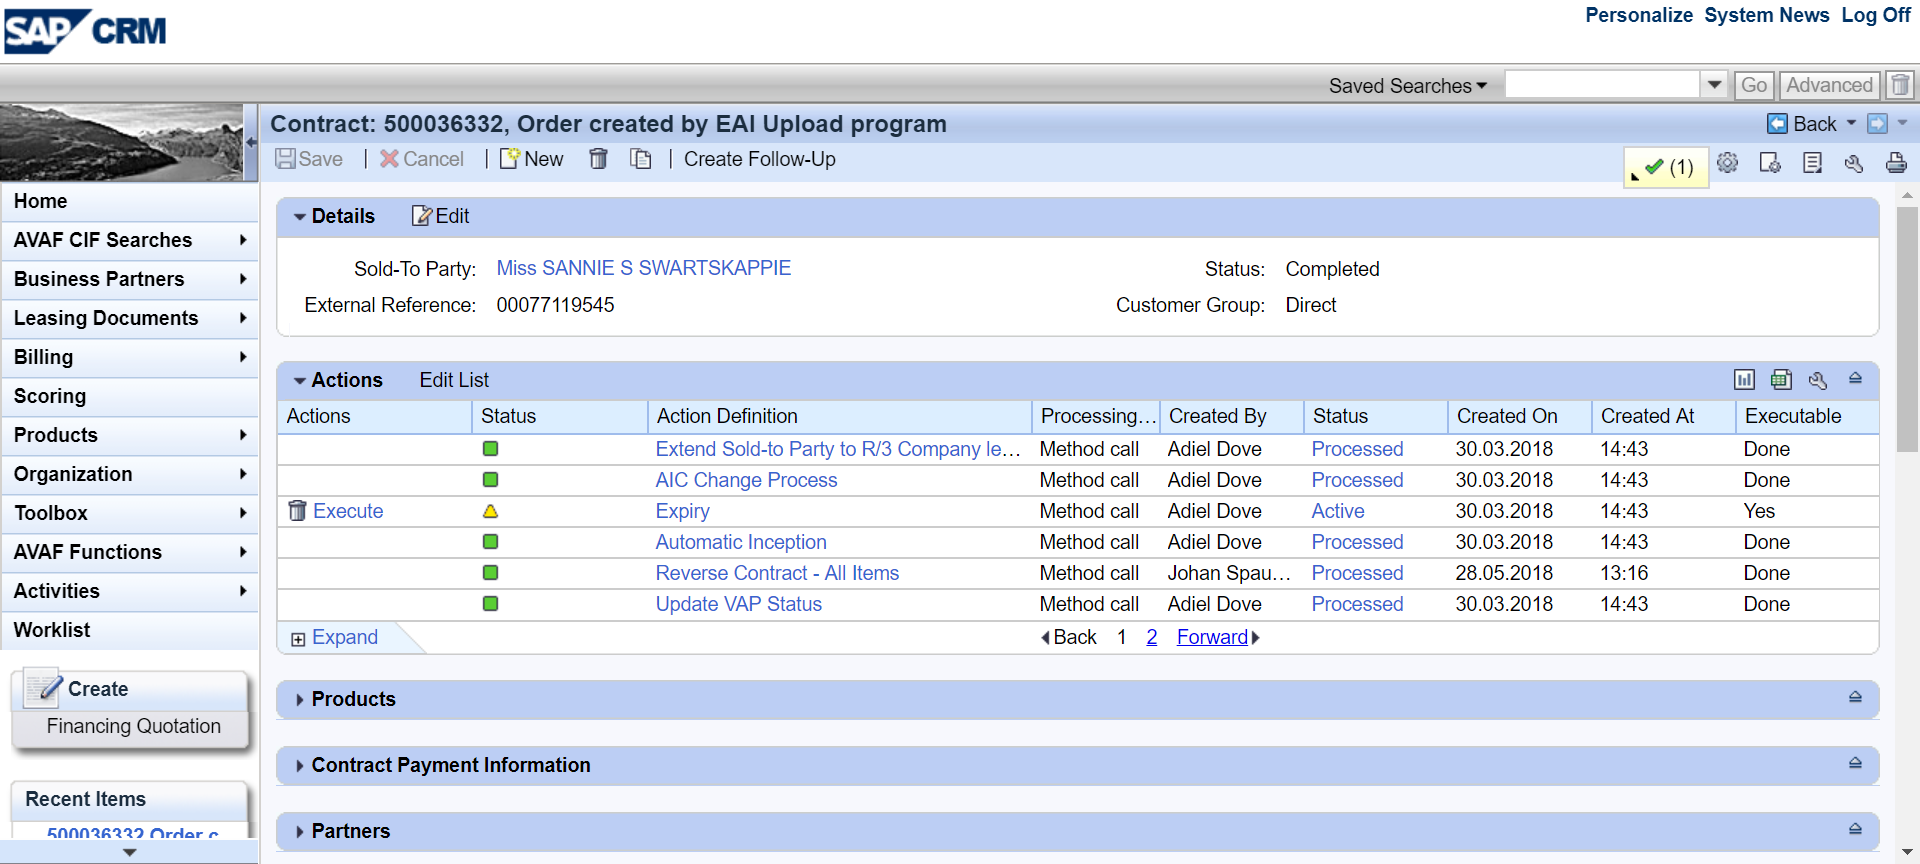 SAP CRM
Personalize System News Log Off
Saved Searches Go Advanced
Contract: 500036332, Order created by EAI Upload program Back
Save | Cancel | New | Create Follow-Up (1)
Home
AVAF CIF Searches
Business Partners
Leasing Documents
Billing
Scoring
Products
Organization
Toolbox
AVAF Functions
Activities
Worklist
Create
Financing Quotation
Recent Items
500036332 Order c
Details Edit
Sold-To Party: Miss SANNIE S SWARTSKAPPIE Status: Completed
External Reference: 00077119545 Customer Group: Direct
Actions Edit List
Actions Status Action Definition Processing... Created By Status Created On Created At Executable
Extend Sold-to Party to R/3 Company le... Method call Adiel Dove Processed 30.03.2018 14:43 Done
AIC Change Process Method call Adiel Dove Processed 30.03.2018 14:43 Done
Execute Expiry Method call Adiel Dove Active 30.03.2018 14:43 Yes
Automatic Inception Method call Adiel Dove Processed 30.03.2018 14:43 Done
Reverse Contract - All Items Method call Johan Spau... Processed 28.05.2018 13:16 Done
Update VAP Status Method call Adiel Dove Processed 30.03.2018 14:43 Done
Expand Back 1 2 Forward
Products
Contract Payment Information
Partners